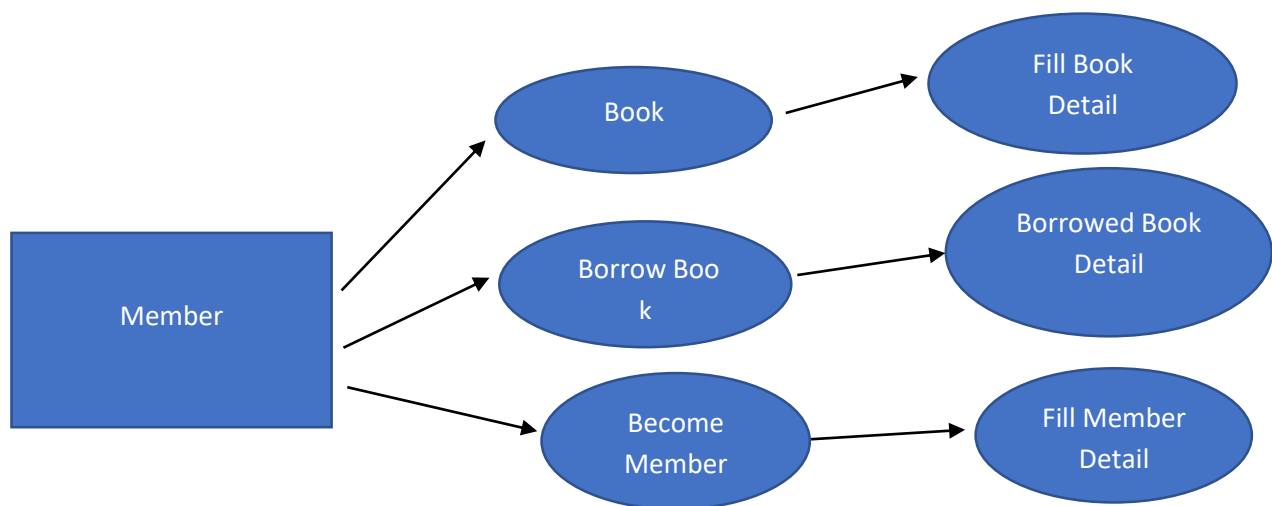 Member
Book
Fill Book
Detail
Borrow Boo
k
Borrowed Book
Detail
Become
Member
Fill Member
Detail